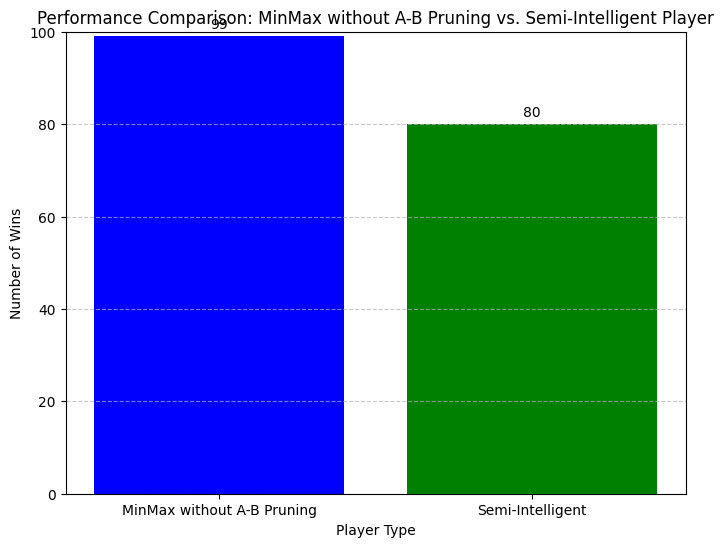 Performance Comparison: MinMax without A-B Pruning vs. Semi-Intelligent Player
99
80
100
80
60
40
20
0
Number of Wins
MinMax without A-B Pruning
Semi-Intelligent
Player Type